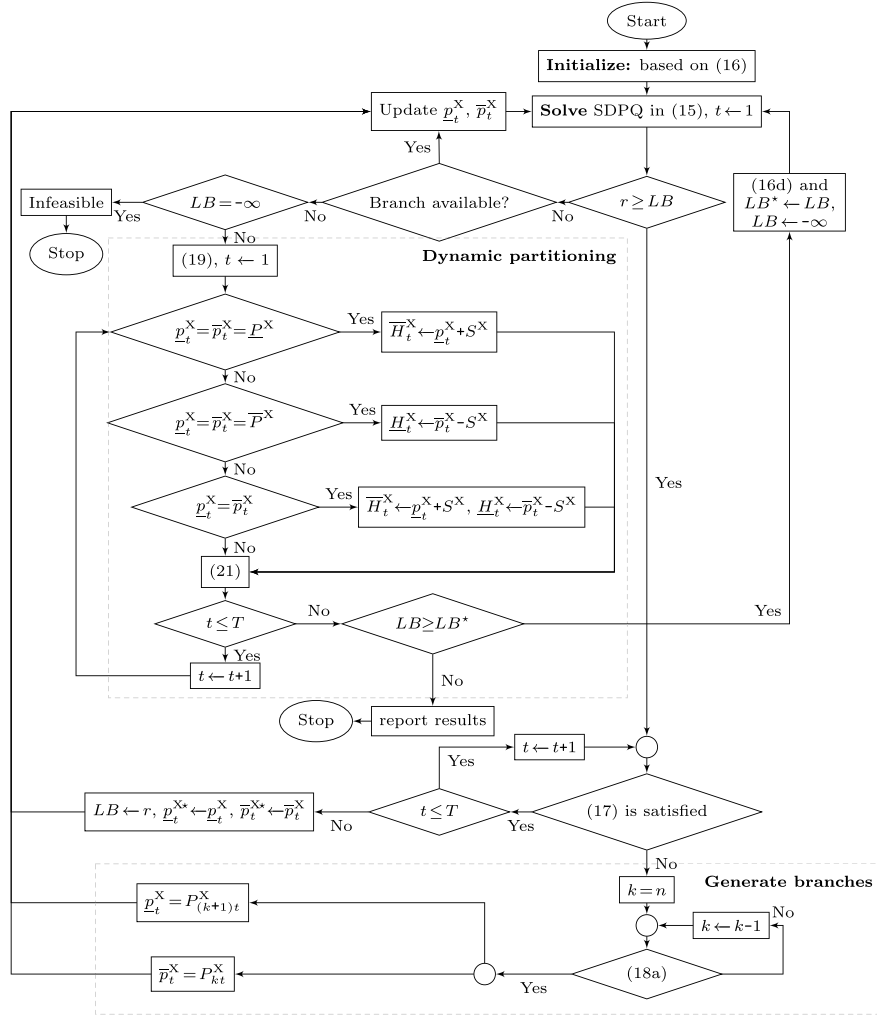 Start
Initialize: based on (16)
Update p̲ₜˣ, p̅ₜˣ
Solve SDPQ in (15), t←1
Yes
(16d) and
LB⋆←LB,
LB←-∞
Infeasible
LB=-∞
Branch available?
r≥LB
Yes
No
No
Stop
No
Dynamic partitioning
(19), t ← 1
p̲ₜˣ=p̅ₜˣ=P̲ˣ
Yes
H̅ₜˣ←p̲ₜˣ+Sˣ
No
p̲ₜˣ=p̅ₜˣ=P̅ˣ
Yes
H̲ₜˣ←p̅ₜˣ-Sˣ
No
Yes
p̲ₜˣ=p̅ₜˣ
Yes
H̅ₜˣ←p̲ₜˣ+Sˣ, H̲ₜˣ←p̅ₜˣ-Sˣ
No
(21)
t≤T
No
LB≥LB⋆
Yes
Yes
t←t+1
No
Stop
report results
t←t+1
Yes
LB←r, p̲ₜˣ⋆←p̲ₜˣ, p̅ₜˣ⋆←p̅ₜˣ
No
t≤T
Yes
(17) is satisfied
No
Generate branches
k=n
p̲ₜˣ=Pˣ₍ₖ₊₁₎ₜ
No
k←k-1
p̅ₜˣ=Pˣₖₜ
Yes
(18a)